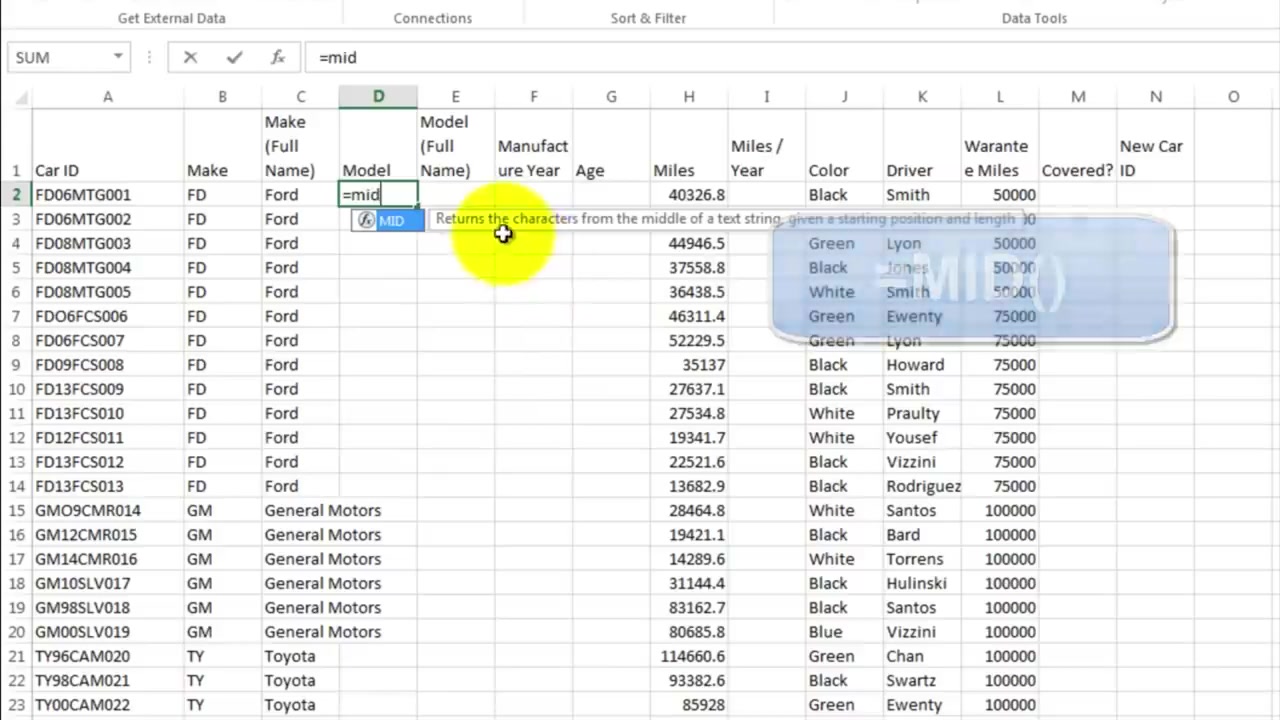 Get External Data Connections Sort & Filter Data Tools
SUM =mid
A B C D E F G H I J K L M N O
Make Model
(Full (Full Manufact Miles / Warante New Car
1 Car ID Make Name) Model Name) ure Year Age Miles Year Color Driver e Miles Covered? ID
2 FD06MTG001 FD Ford =mid 40326.8 Black Smith 50000
3 FD06MTG002 FD Ford MID Returns the characters from the middle of a text string, given a starting position and length
4 FD08MTG003 FD Ford 44946.5 Green Lyon 50000
5 FD08MTG004 FD Ford 37558.8 Black Jones 50000
=MID()
6 FD08MTG005 FD Ford 36438.5 White Smith 50000
7 FDO6FCS006 FD Ford 46311.4 Green Ewenty 75000
8 FD06FCS007 FD Ford 52229.5 Green Lyon 75000
9 FD09FCS008 FD Ford 35137 Black Howard 75000
10 FD13FCS009 FD Ford 27637.1 Black Smith 75000
11 FD13FCS010 FD Ford 27534.8 White Praulty 75000
12 FD12FCS011 FD Ford 19341.7 White Yousef 75000
13 FD13FCS012 FD Ford 22521.6 Black Vizzini 75000
14 FD13FCS013 FD Ford 13682.9 Black Rodriguez 75000
15 GMO9CMR014 GM General Motors 28464.8 White Santos 100000
16 GM12CMR015 GM General Motors 19421.1 Black Bard 100000
17 GM14CMR016 GM General Motors 14289.6 White Torrens 100000
18 GM10SLV017 GM General Motors 31144.4 Black Hulinski 100000
19 GM98SLV018 GM General Motors 83162.7 Black Santos 100000
20 GM00SLV019 GM General Motors 80685.8 Blue Vizzini 100000
21 TY96CAM020 TY Toyota 114660.6 Green Chan 100000
22 TY98CAM021 TY Toyota 93382.6 Black Swartz 100000
23 TY00CAM022 TY Toyota 85928 Green Ewenty 100000